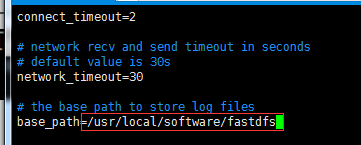 connect_timeout=2
# network recv and send timeout in seconds
# default value is 30s
network_timeout=30
# the base path to store log files
base_path=/usr/local/software/fastdfs